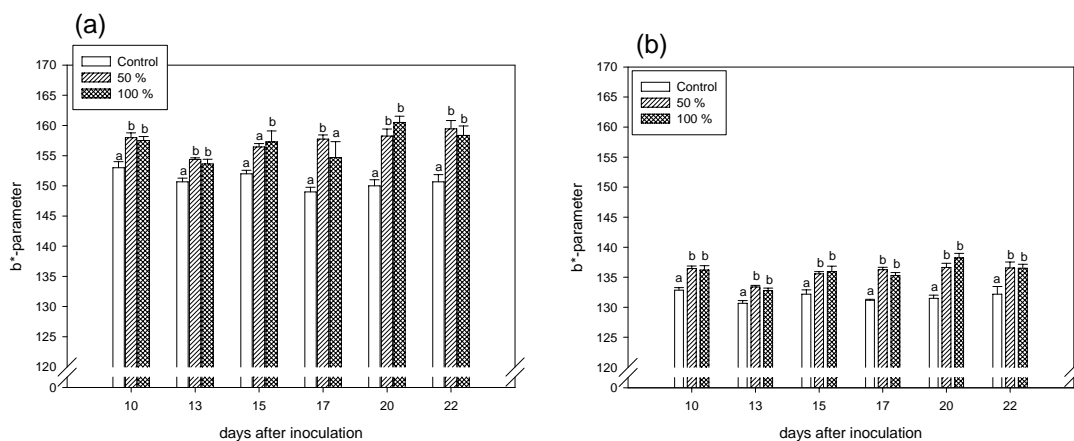 (a)
Control
50 %
100 %
b*-parameter
170
165
160
155
150
145
140
135
130
125
120
0
a b b
a b b
a a b
a b a
a b b
a b b
10 13 15 17 20 22
days after inoculation
(b)
Control
50 %
100 %
b*-parameter
170
165
160
155
150
145
140
135
130
125
120
0
a b b
a b b
a b b
a b b
a b b
a b b
10 13 15 17 20 22
days after inoculation